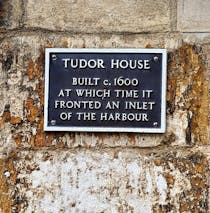 TUDOR HOUSE
BUILT c.1600
AT WHICH TIME IT
FRONTED AN INLET
OF THE HARBOUR